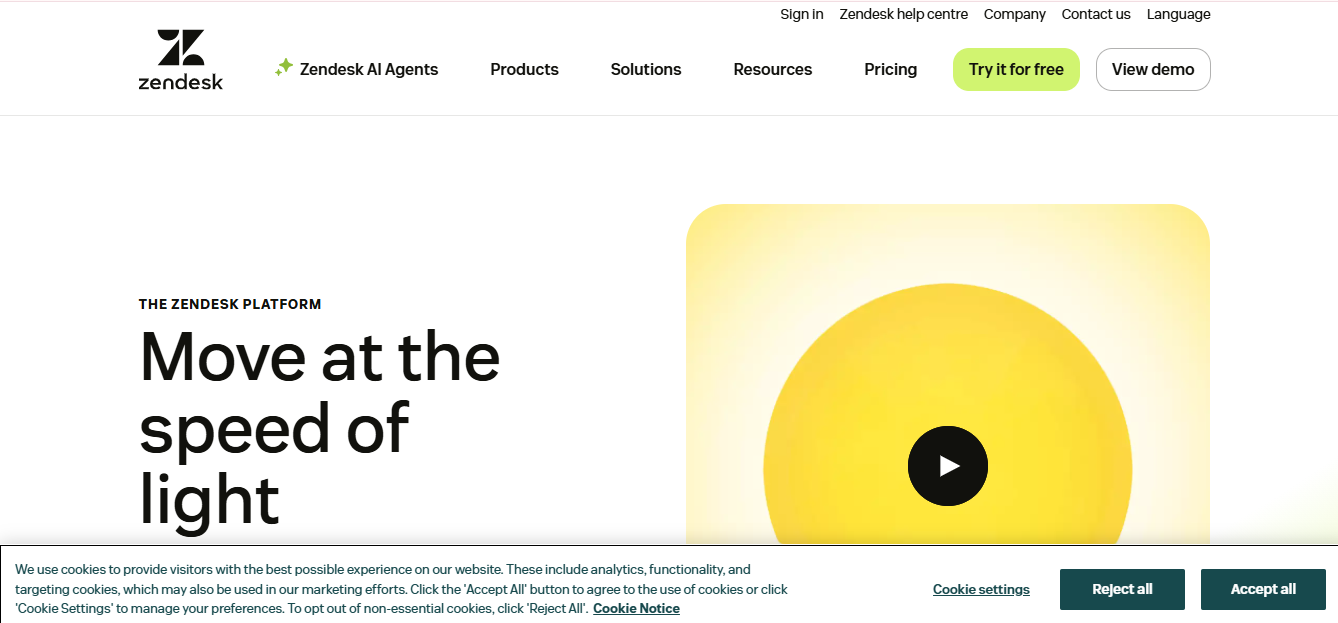 Sign in Zendesk help centre Company Contact us Language
zendesk
Zendesk AI Agents Products Solutions Resources Pricing Try it for free View demo
THE ZENDESK PLATFORM
Move at the
speed of
light
We use cookies to provide visitors with the best possible experience on our website. These include analytics, functionality, and
targeting cookies, which may also be used in our marketing efforts. Click the 'Accept All' button to agree to the use of cookies or click
'Cookie Settings' to manage your preferences. To opt out of non-essential cookies, click 'Reject All'. Cookie Notice
Cookie settings Reject all Accept all